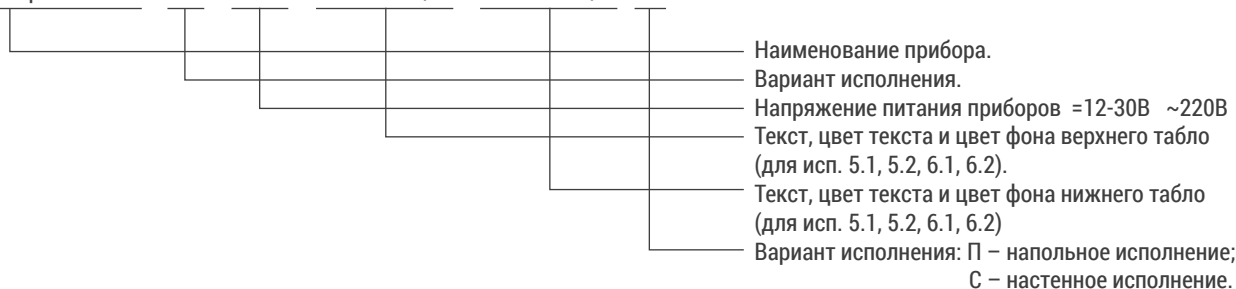 Наименование прибора.
Вариант исполнения.
Напряжение питания приборов =12-30В ~220В
Текст, цвет текста и цвет фона верхнего табло
(для исп. 5.1, 5.2, 6.1, 6.2).
Текст, цвет текста и цвет фона нижнего табло
(для исп. 5.1, 5.2, 6.1, 6.2)
Вариант исполнения: П – напольное исполнение;
С – настенное исполнение.